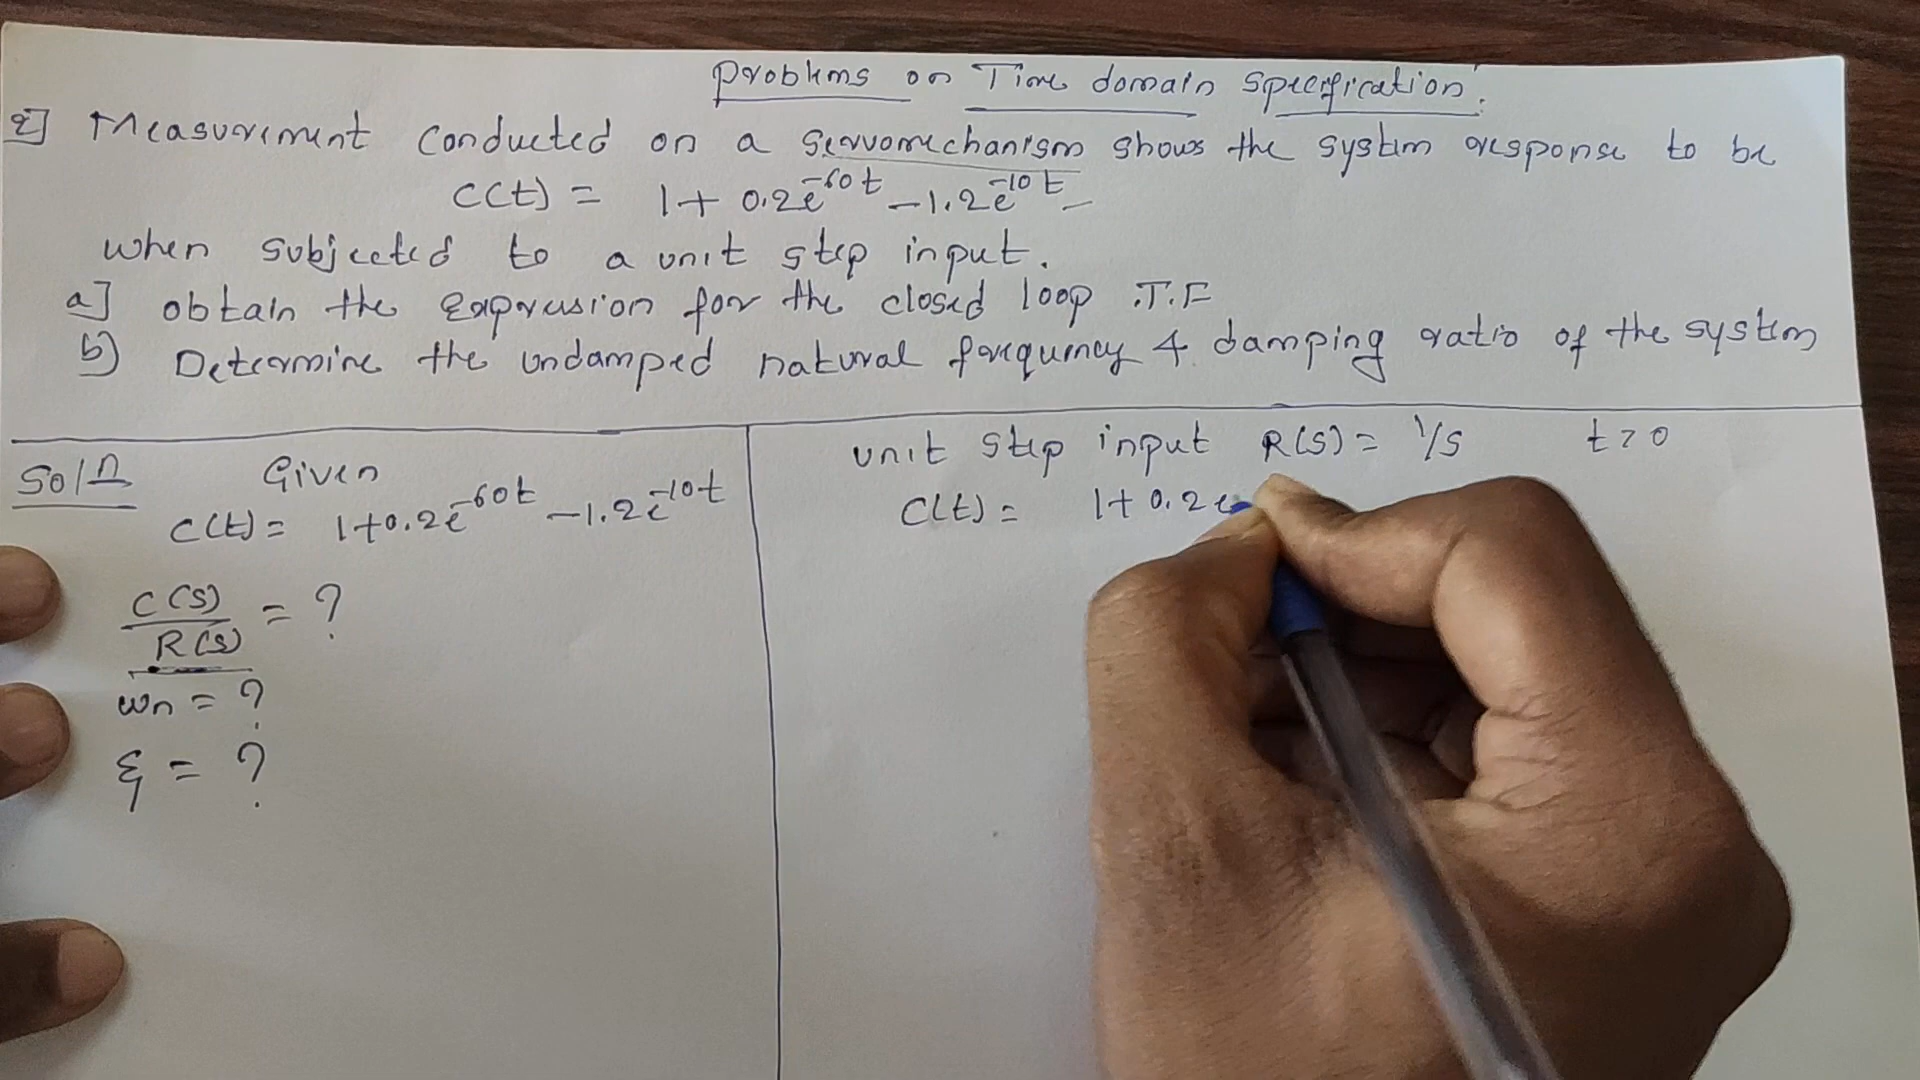 Problems on Time domain Specification.
2] Measurement conducted on a servomechanism shows the system response to be
C(t) = 1 + 0.2e^-60t - 1.2e^-10t
when subjected to a unit step input.
a] obtain the expression for the closed loop .T.F
b) Determine the undamped natural frequency & damping ratio of the system
Soln Given
C(t) = 1+0.2e^-60t - 1.2e^-10t
C(S)/R(S) = ?
ωn = ?
ξ = ?
unit step input R(S) = 1/S t≥0
C(t) = 1+ 0.2e